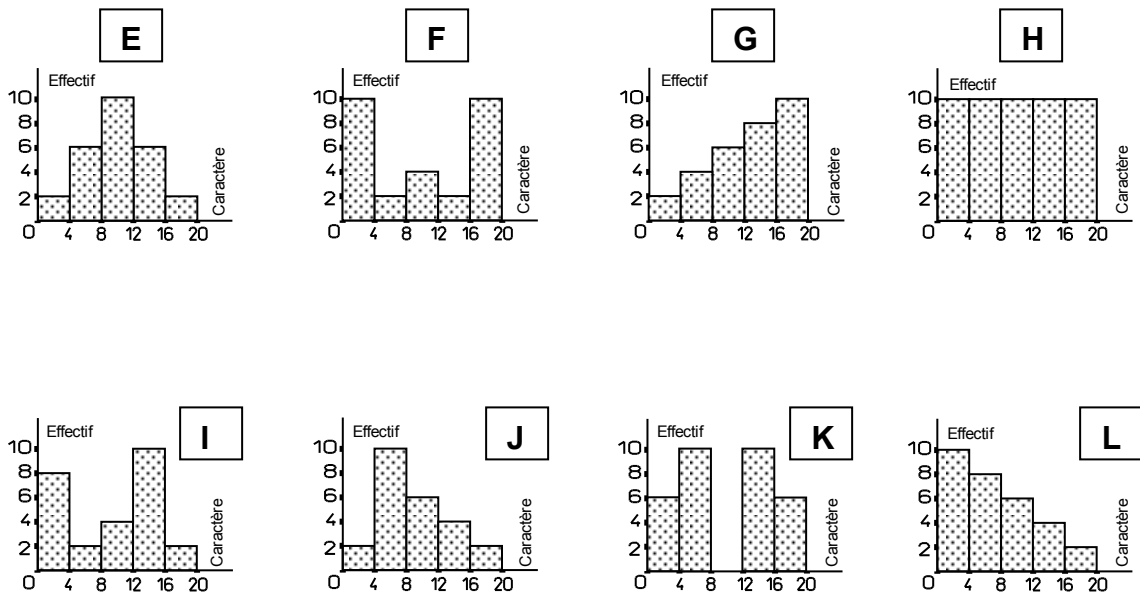 E F G H
Effectif Effectif Effectif Effectif
10 10 10 10
8 8 8 8
6 6 6 6
4 4 4 4
2 2 2 2
Caractère Caractère Caractère Caractère
0 4 8 12 16 20 0 4 8 12 16 20 0 4 8 12 16 20 0 4 8 12 16 20
I J K L
Effectif Effectif Effectif Effectif
10 10 10 10
8 8 8 8
6 6 6 6
4 4 4 4
2 2 2 2
Caractère Caractère Caractère Caractère
0 4 8 12 16 20 0 4 8 12 16 20 0 4 8 12 16 20 0 4 8 12 16 20